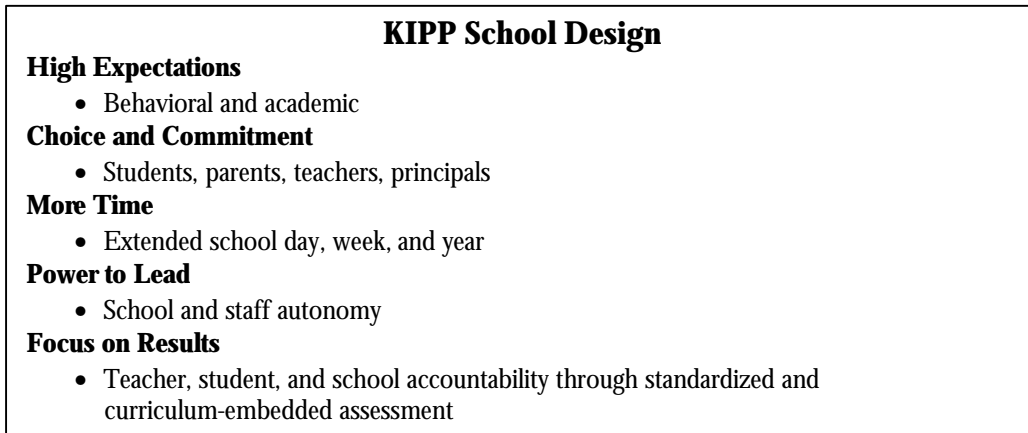 KIPP School Design
High Expectations
• Behavioral and academic
Choice and Commitment
• Students, parents, teachers, principals
More Time
• Extended school day, week, and year
Power to Lead
• School and staff autonomy
Focus on Results
• Teacher, student, and school accountability through standardized and
curriculum-embedded assessment